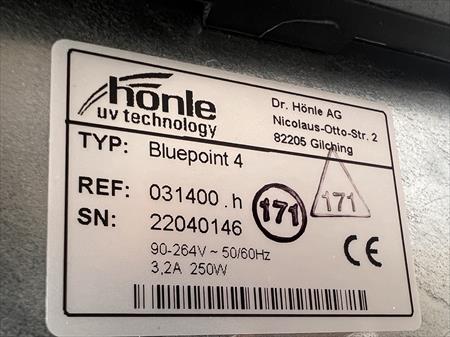 hönle
uv technology
Dr. Hönle AG
Nicolaus-Otto-Str. 2
82205 Gilching
TYP: Bluepoint 4
REF: 031400.h
171
171
SN: 22040146
90-264V ~ 50/60Hz
3,2A 250W
CE